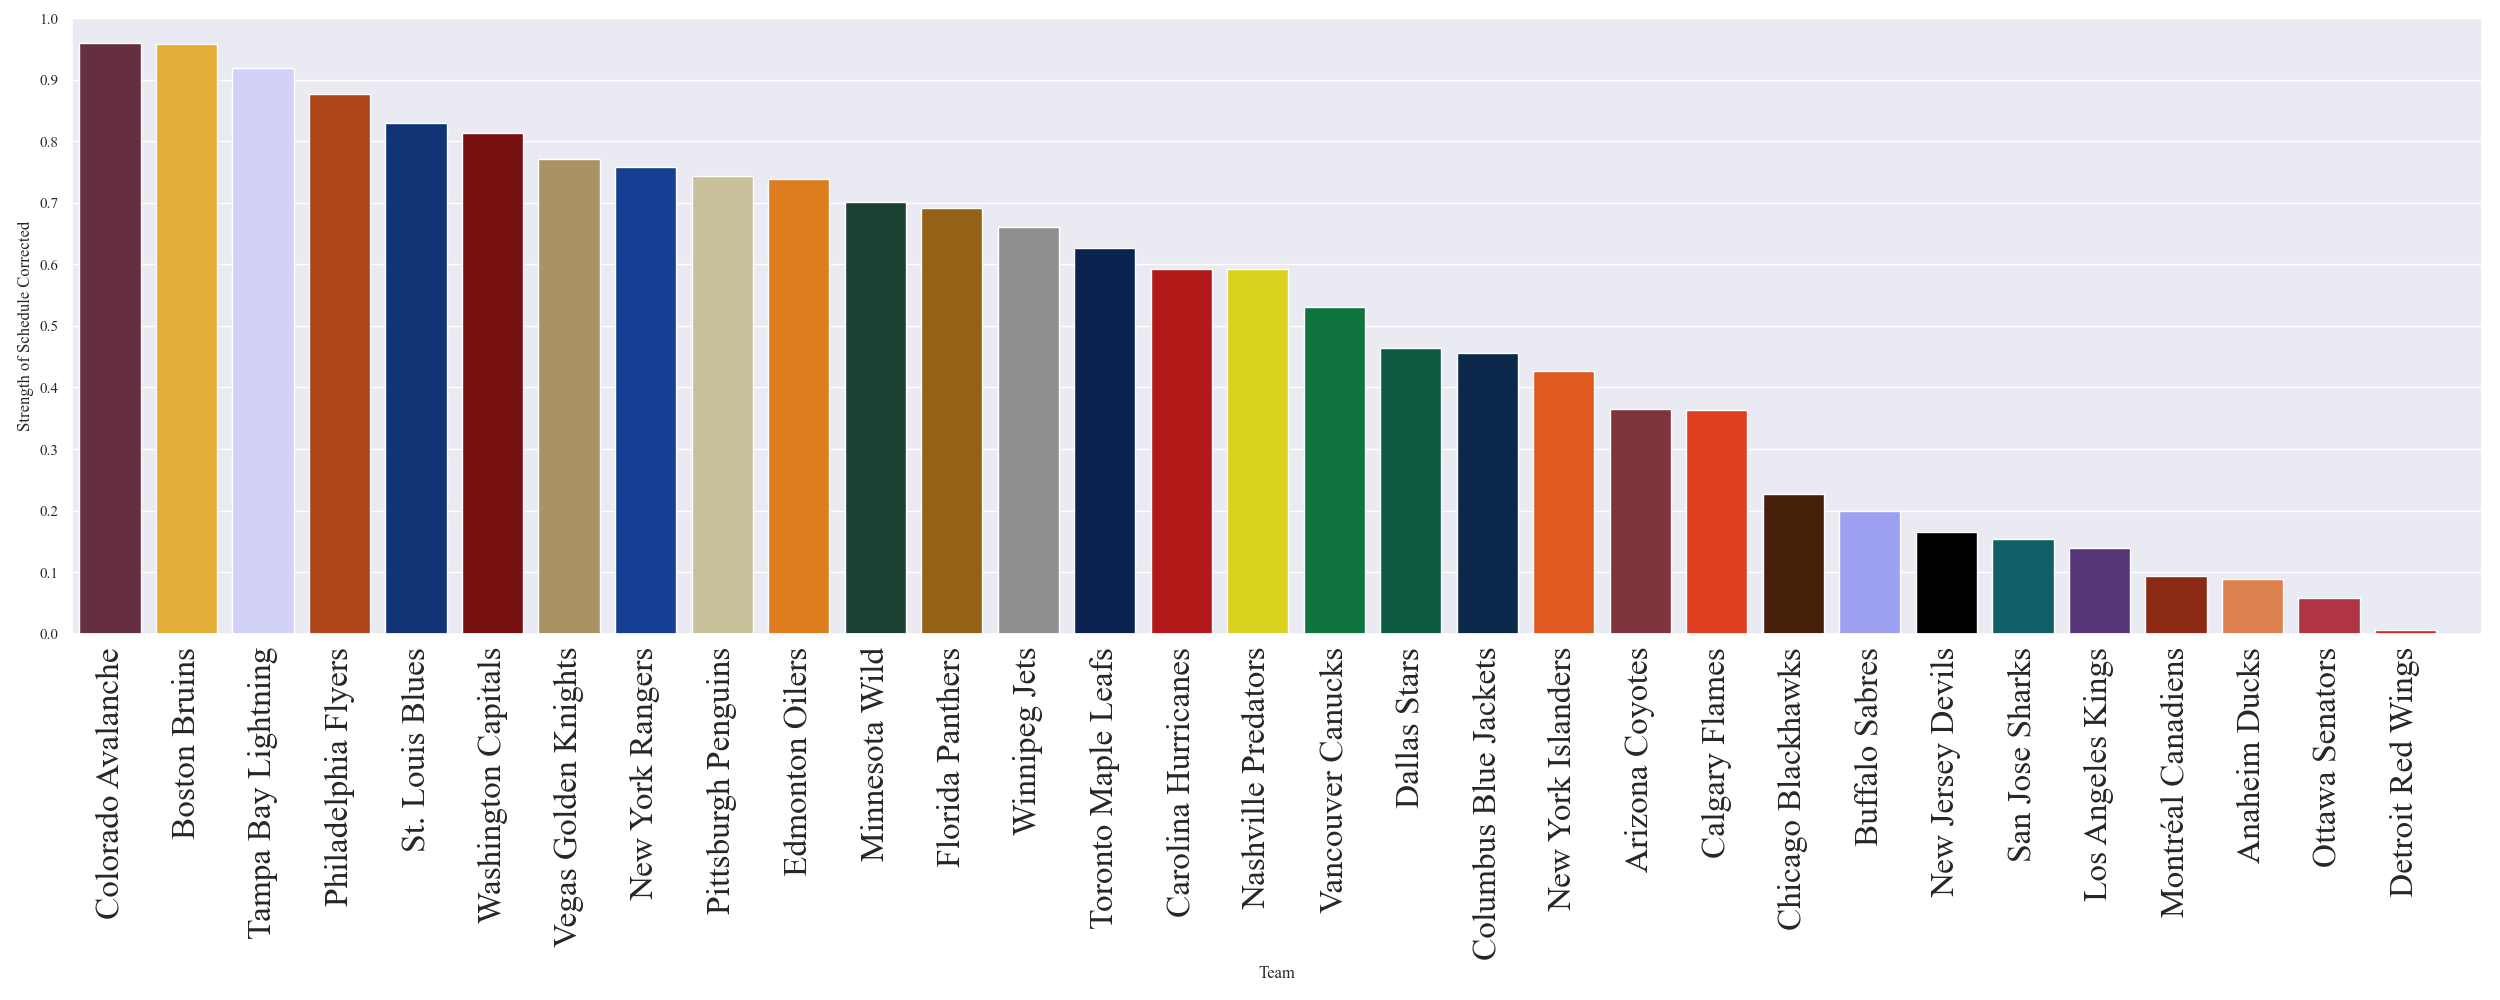 1.0
0.9
0.8
0.7
0.6
0.5
0.4
0.3
0.2
0.1
0.0
Strength of Schedule Corrected
Colorado Avalanche
Boston Bruins
Tampa Bay Lightning
Philadelphia Flyers
St. Louis Blues
Washington Capitals
Vegas Golden Knights
New York Rangers
Pittsburgh Penguins
Edmonton Oilers
Minnesota Wild
Florida Panthers
Winnipeg Jets
Toronto Maple Leafs
Carolina Hurricanes
Nashville Predators
Vancouver Canucks
Dallas Stars
Columbus Blue Jackets
New York Islanders
Arizona Coyotes
Calgary Flames
Chicago Blackhawks
Buffalo Sabres
New Jersey Devils
San Jose Sharks
Los Angeles Kings
Montréal Canadiens
Anaheim Ducks
Ottawa Senators
Detroit Red Wings
Team